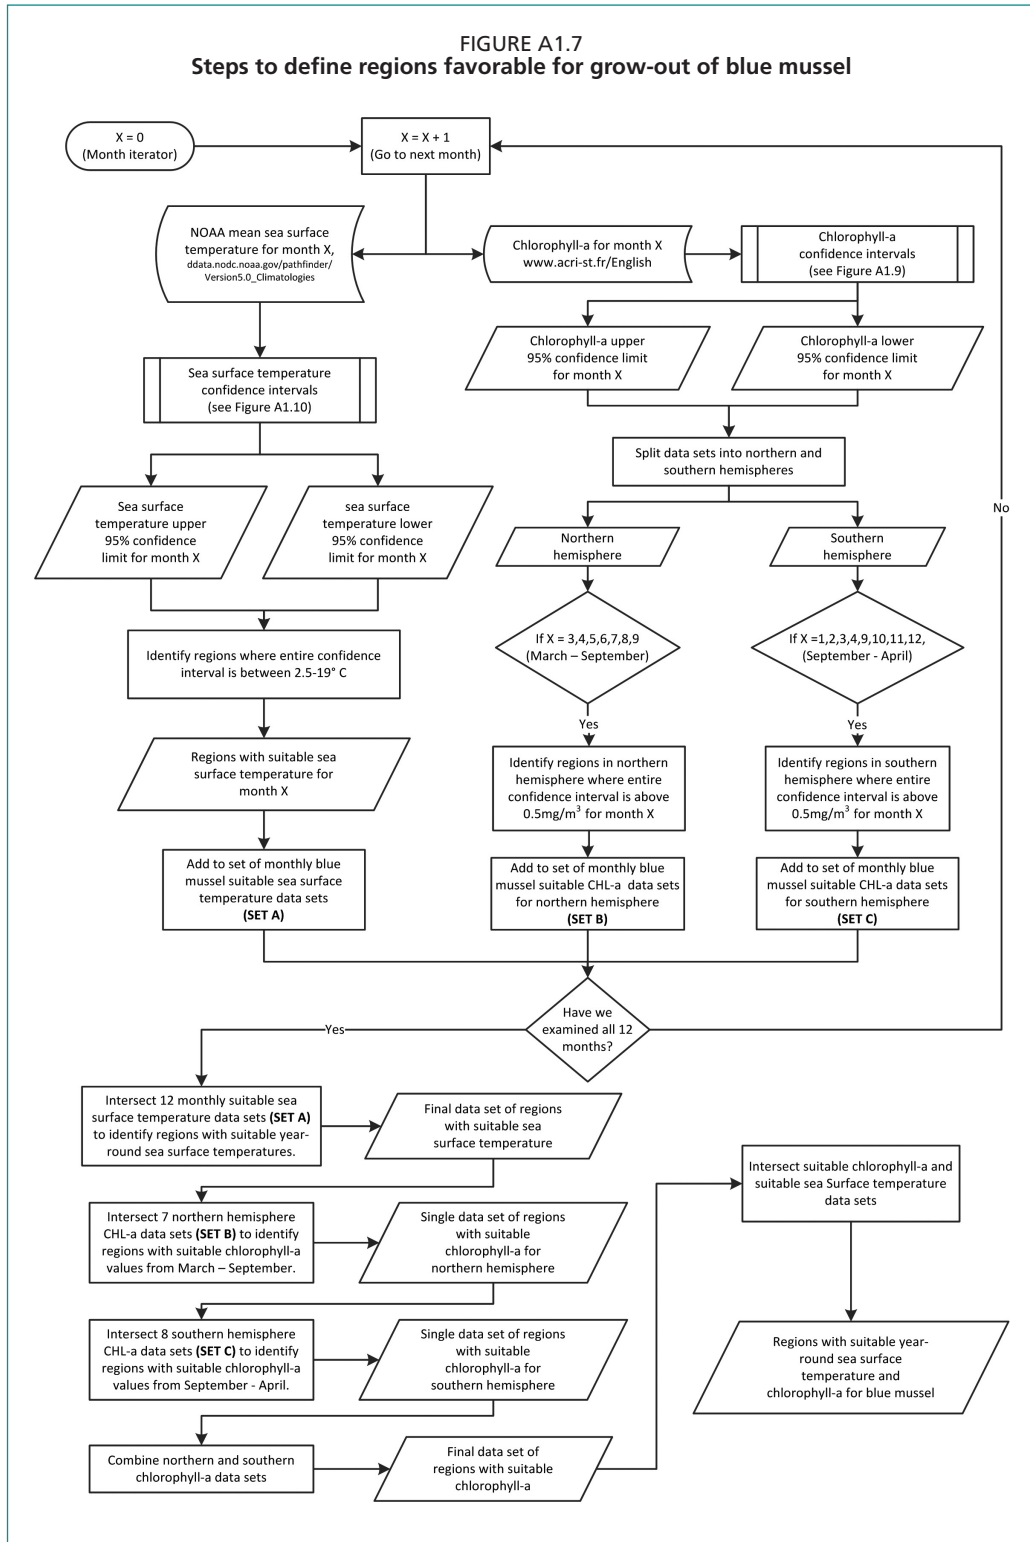 FIGURE A1.7
Steps to define regions favorable for grow-out of blue mussel
X = 0
(Month iterator)
X = X + 1
(Go to next month)
NOAA mean sea surface
temperature for month X,
ddata.nodc.noaa.gov/pathfinder/
Version5.0_Climatologies
Chlorophyll-a for month X
www.acri-st.fr/English
Chlorophyll-a
confidence intervals
(see Figure A1.9)
Chlorophyll-a upper
95% confidence limit
for month X
Chlorophyll-a lower
95% confidence limit
for month X
Sea surface temperature
confidence intervals
(see Figure A1.10)
Split data sets into northern and
southern hemispheres
Sea surface
temperature upper
95% confidence
limit for month X
sea surface
temperature lower
95% confidence
limit for month X
No
Northern
hemisphere
Southern
hemisphere
If X = 3,4,5,6,7,8,9
(March – September)
If X =1,2,3,4,9,10,11,12,
(September - April)
Identify regions where entire confidence
interval is between 2.5-19° C
Yes
Yes
Regions with suitable sea
surface temperature for
month X
Identify regions in northern
hemisphere where entire
confidence interval is above
0.5mg/m³ for month X
Identify regions in southern
hemisphere where entire
confidence interval is above
0.5mg/m³ for month X
Add to set of monthly blue
mussel suitable sea surface
temperature data sets
(SET A)
Add to set of monthly blue
mussel suitable CHL-a data sets
for northern hemisphere
(SET B)
Add to set of monthly blue
mussel suitable CHL-a data sets
for southern hemisphere
(SET C)
Have we
examined all 12
months?
Yes
Intersect 12 monthly suitable sea
surface temperature data sets (SET A)
to identify regions with suitable year-
round sea surface temperatures.
Final data set of regions
with suitable sea
surface temperature
Intersect 7 northern hemisphere
CHL-a data sets (SET B) to identify
regions with suitable chlorophyll-a
values from March – September.
Single data set of regions
with suitable
chlorophyll-a for
northern hemisphere
Intersect 8 southern hemisphere
CHL-a data sets (SET C) to identify
regions with suitable chlorophyll-a
values from September - April.
Single data set of regions
with suitable
chlorophyll-a for
southern hemisphere
Combine northern and southern
chlorophyll-a data sets
Final data set of
regions with suitable
chlorophyll-a
Intersect suitable chlorophyll-a and
suitable sea Surface temperature
data sets
Regions with suitable year-
round sea surface
temperature and
chlorophyll-a for blue mussel